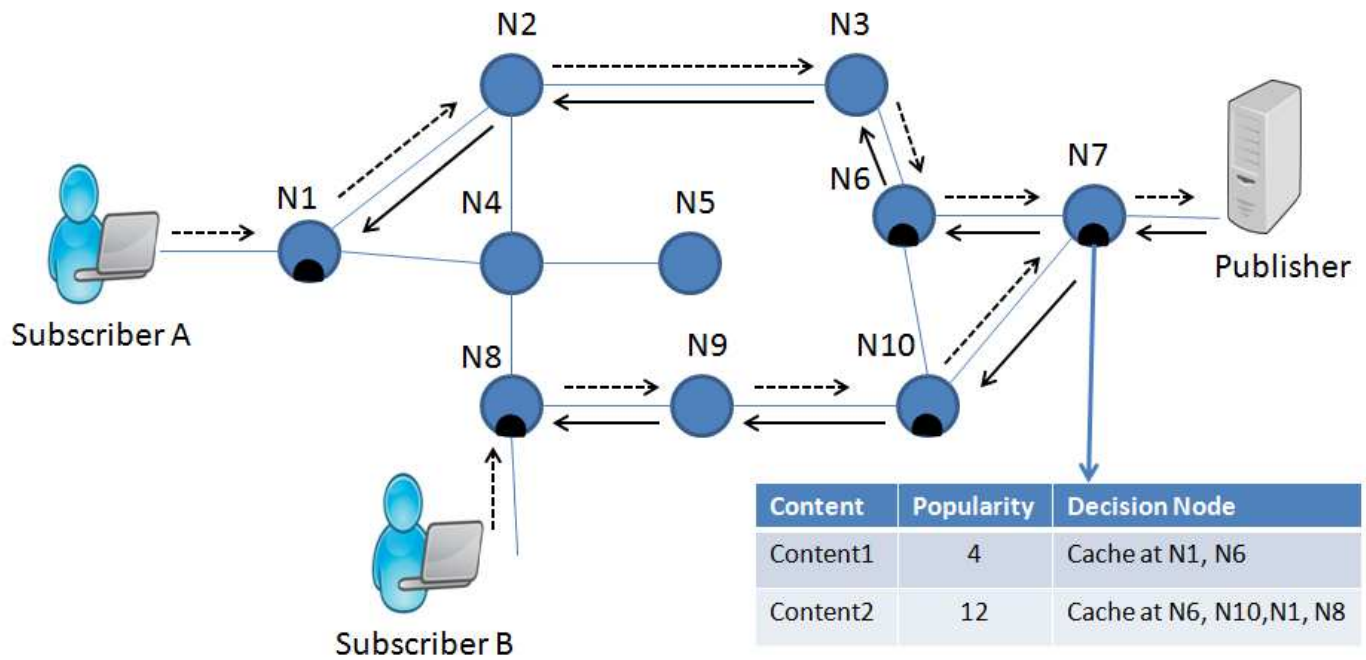 N2
N3
N1
N4
N5
N6
N7
Subscriber A
Publisher
N8
N9
N10
Subscriber B
Content Popularity Decision Node
Content1 4 Cache at N1, N6
Content2 12 Cache at N6, N10,N1, N8